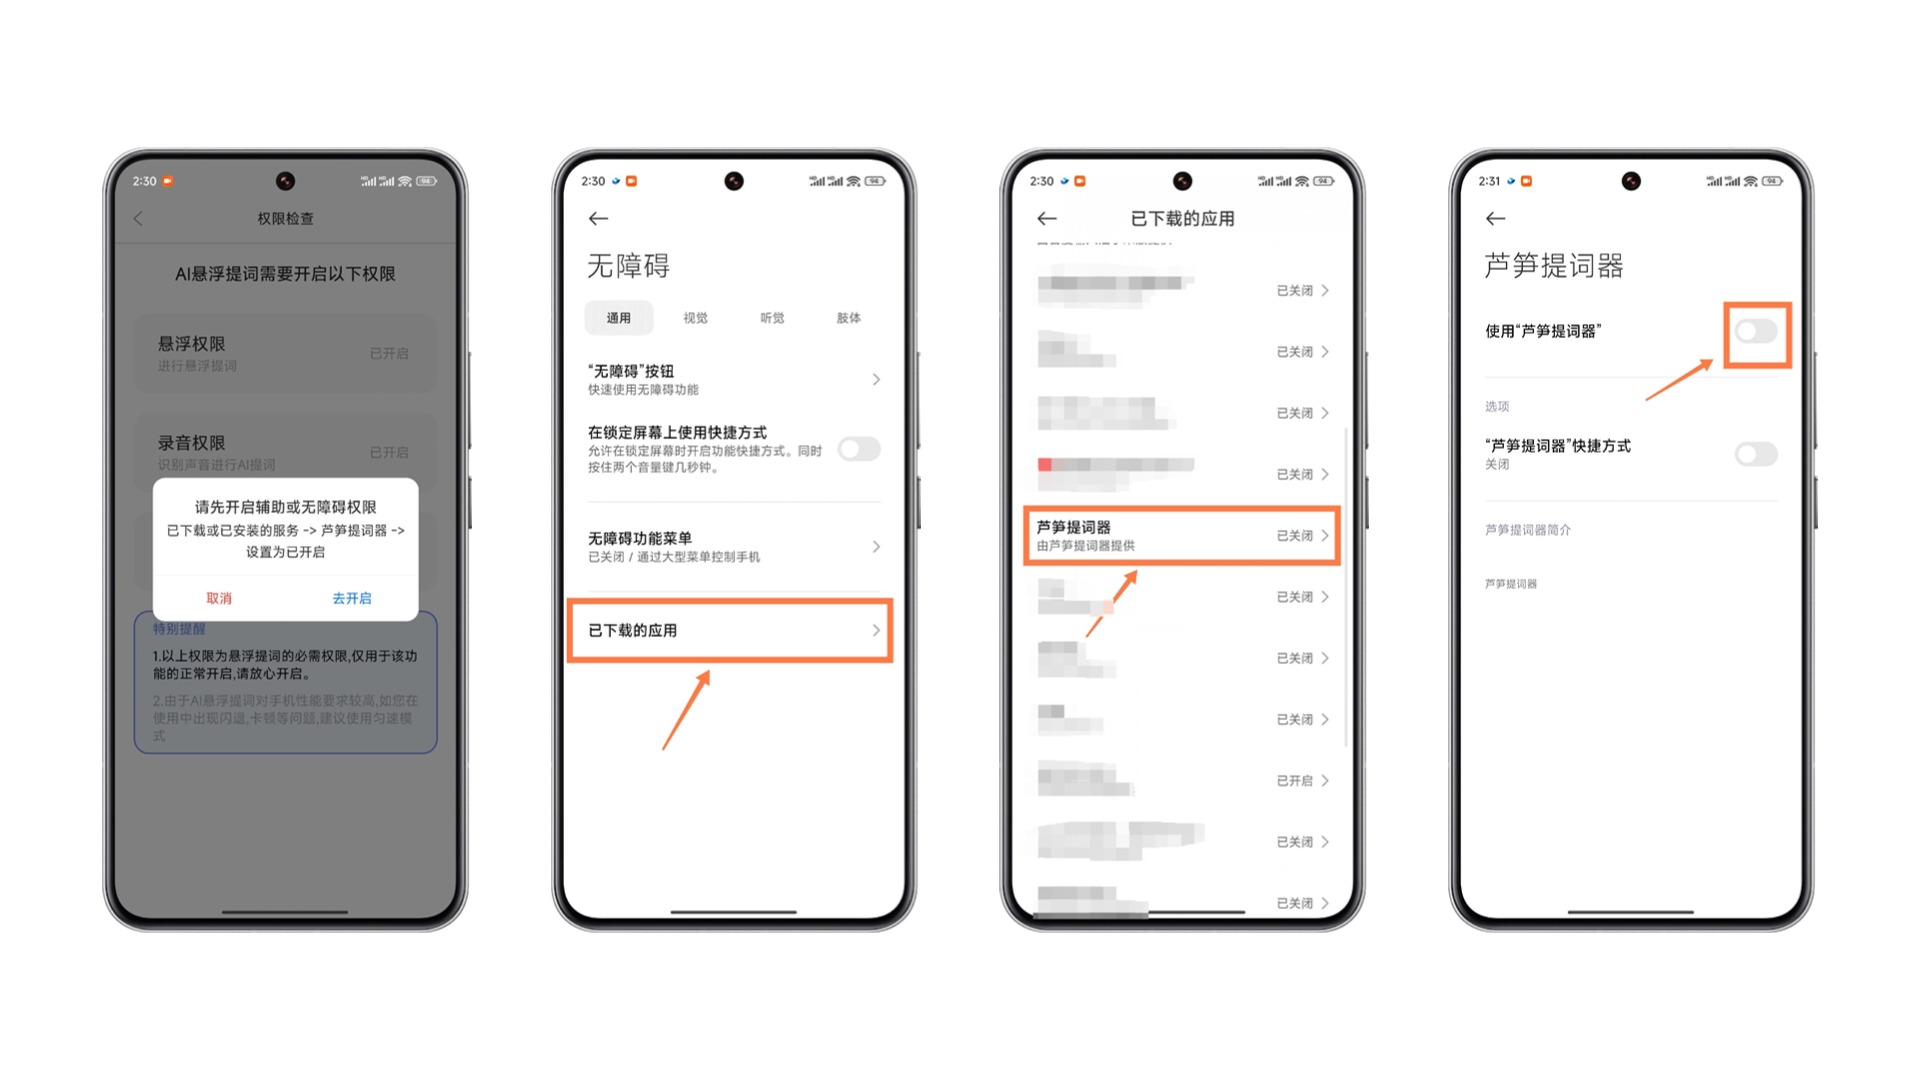 2:30
94
权限检查
AI悬浮提词需要开启以下权限
悬浮权限
进行悬浮提词
已开启
录音权限
识别声音进行AI提词
已开启
请先开启辅助或无障碍权限
已下载或已安装的服务 -> 芦笋提词器 ->
设置为已开启
取消
去开启
特别提醒
1.以上权限为悬浮提词的必需权限,仅用于该功
能的正常开启,请放心开启。
2.由于AI悬浮提词对手机性能要求较高,如您在
使用中出现闪退,卡顿等问题,建议使用匀速模
式
2:30
94
无障碍
通用
视觉
听觉
肢体
“无障碍”按钮
快速使用无障碍功能
在锁定屏幕上使用快捷方式
允许在锁定屏幕时开启功能快捷方式。同时
按住两个音量键几秒钟。
无障碍功能菜单
已关闭 / 通过大型菜单控制手机
已下载的应用
2:30
94
已下载的应用
已关闭
已关闭
已关闭
已关闭
芦笋提词器
由芦笋提词器提供
已关闭
已关闭
已关闭
已关闭
已开启
已关闭
已关闭
2:31
94
芦笋提词器
使用“芦笋提词器”
选项
“芦笋提词器”快捷方式
关闭
芦笋提词器简介
芦笋提词器